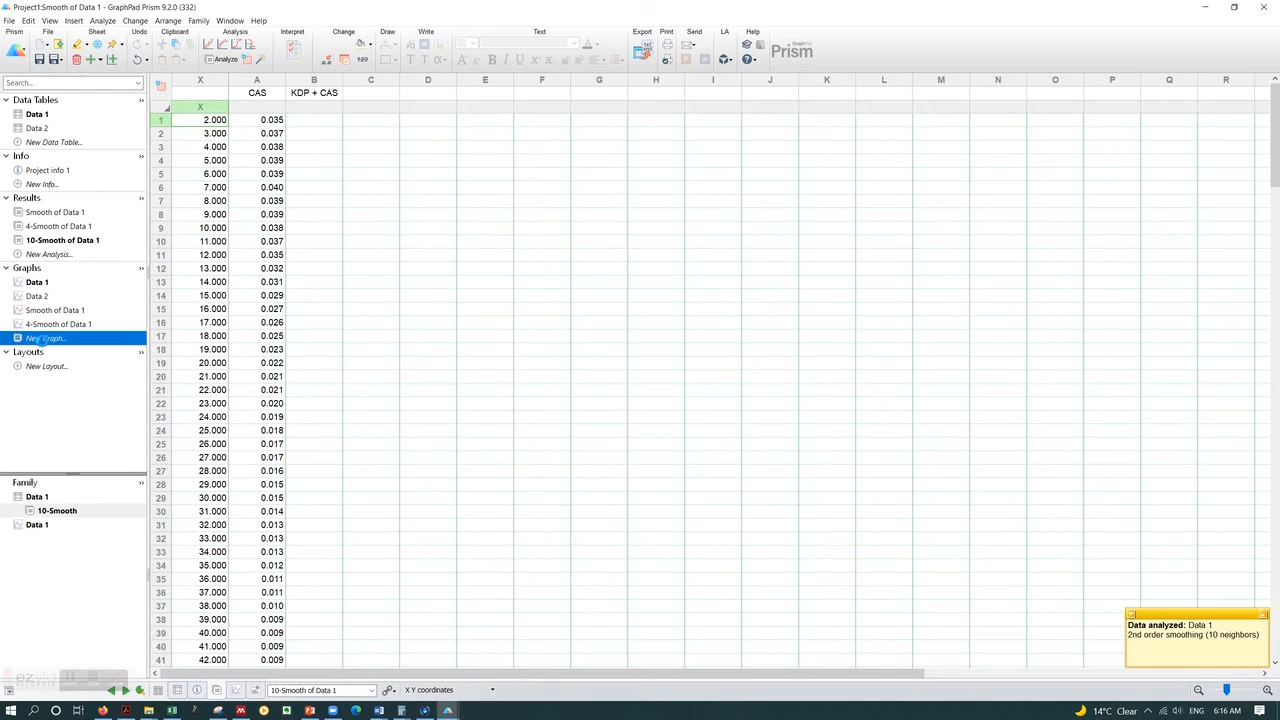 Project1:Smooth of Data 1 - GraphPad Prism 9.2.0 (332)
File Edit View Insert Analyze Change Arrange Family Window Help
Prism File Sheet Undo Clipboard Analysis Interpret Change Draw Write Text Export Print Send LA Help
Analyze
GraphPad
Prism
Search...
Data Tables
Data 1
Data 2
New Data Table...
Info
Project info 1
New Info...
Results
Smooth of Data 1
4-Smooth of Data 1
10-Smooth of Data 1
New Analysis...
Graphs
Data 1
Data 2
Smooth of Data 1
4-Smooth of Data 1
New Graph...
Layouts
New Layout...
Family
Data 1
10-Smooth
Data 1
X A B C D E F G H I J K L M N O P Q R
CAS KDP + CAS
X
1 2.000 0.035
2 3.000 0.037
3 4.000 0.038
4 5.000 0.039
5 6.000 0.039
6 7.000 0.040
7 8.000 0.039
8 9.000 0.039
9 10.000 0.038
10 11.000 0.037
11 12.000 0.035
12 13.000 0.032
13 14.000 0.031
14 15.000 0.029
15 16.000 0.027
16 17.000 0.026
17 18.000 0.025
18 19.000 0.023
19 20.000 0.022
20 21.000 0.021
21 22.000 0.021
22 23.000 0.020
23 24.000 0.019
24 25.000 0.018
25 26.000 0.017
26 27.000 0.017
27 28.000 0.016
28 29.000 0.015
29 30.000 0.015
30 31.000 0.014
31 32.000 0.013
32 33.000 0.013
33 34.000 0.013
34 35.000 0.012
35 36.000 0.011
36 37.000 0.011
37 38.000 0.010
38 39.000 0.009
39 40.000 0.009
40 41.000 0.009
41 42.000 0.009
Data analyzed: Data 1
2nd order smoothing (10 neighbors)
10-Smooth of Data 1
X Y coordinates
14°C Clear
ENG
6:16 AM